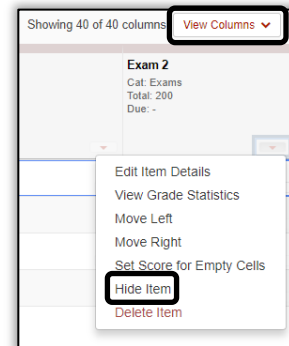 Showing 40 of 40 columns View Columns
Exam 2
Cat: Exams
Total: 200
Due: -
Edit Item Details
View Grade Statistics
Move Left
Move Right
Set Score for Empty Cells
Hide Item
Delete Item